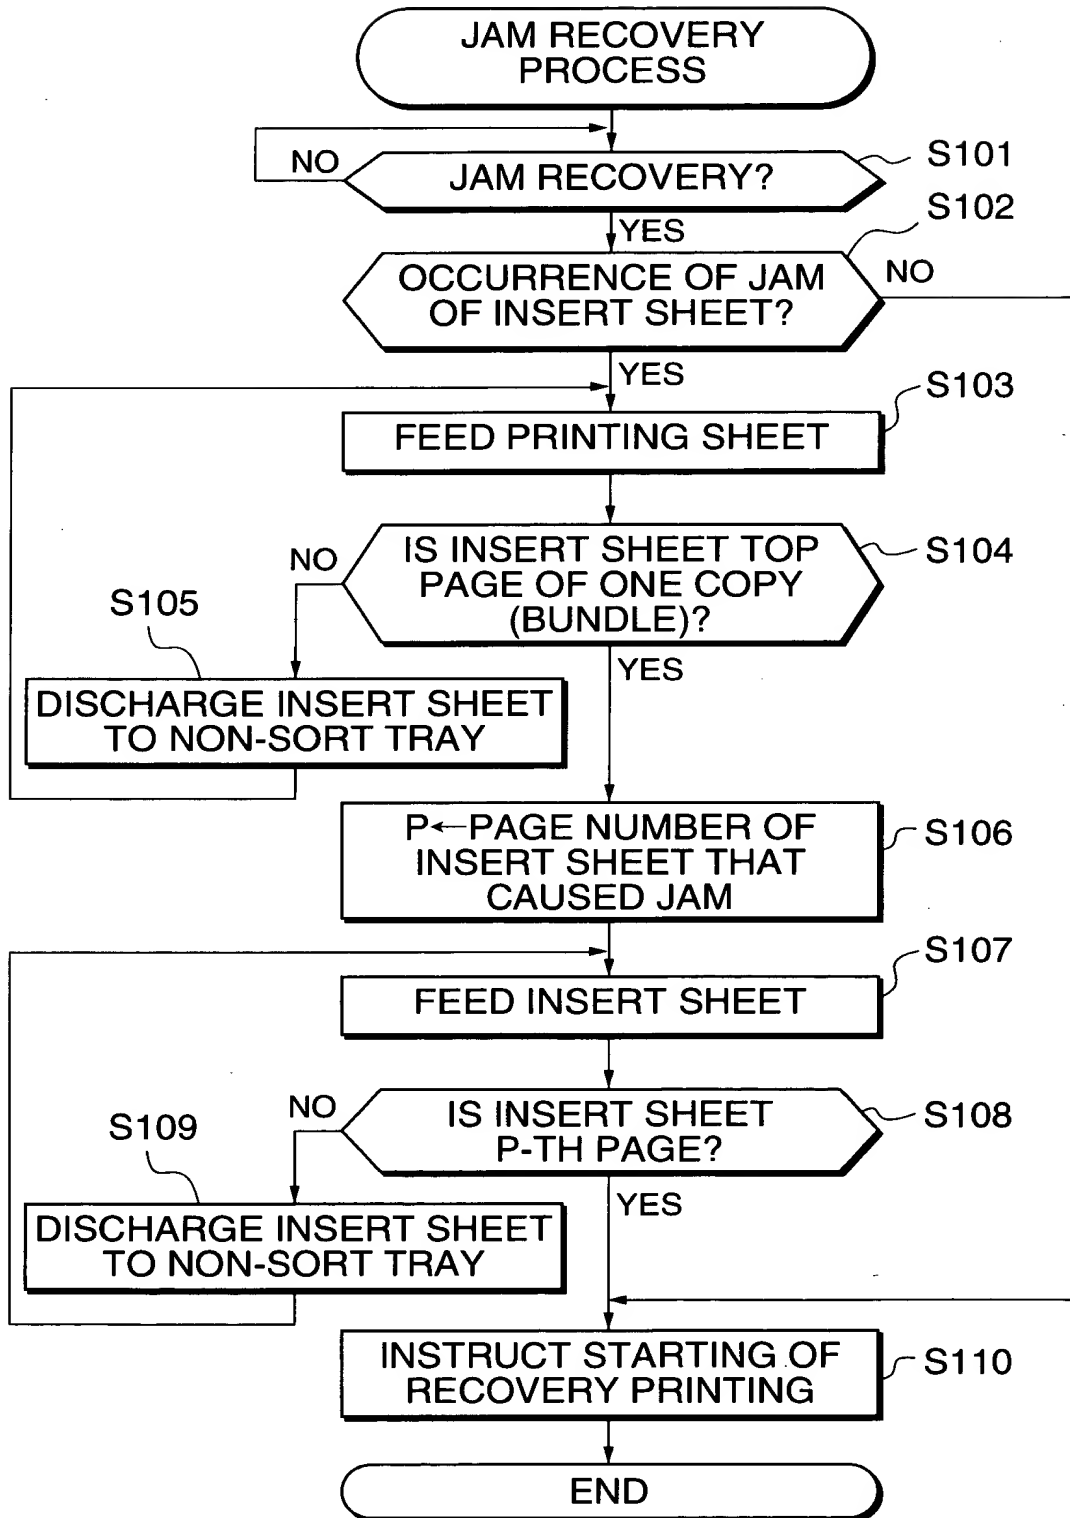 JAM RECOVERY
PROCESS
NO
JAM RECOVERY?
S101
YES
S102
OCCURRENCE OF JAM
OF INSERT SHEET?
NO
YES
S103
FEED PRINTING SHEET
NO
IS INSERT SHEET TOP
PAGE OF ONE COPY
(BUNDLE)?
S104
S105
YES
DISCHARGE INSERT SHEET
TO NON-SORT TRAY
P←PAGE NUMBER OF
INSERT SHEET THAT
CAUSED JAM
S106
S107
FEED INSERT SHEET
NO
IS INSERT SHEET
P-TH PAGE?
S108
S109
YES
DISCHARGE INSERT SHEET
TO NON-SORT TRAY
INSTRUCT STARTING OF
RECOVERY PRINTING
S110
END